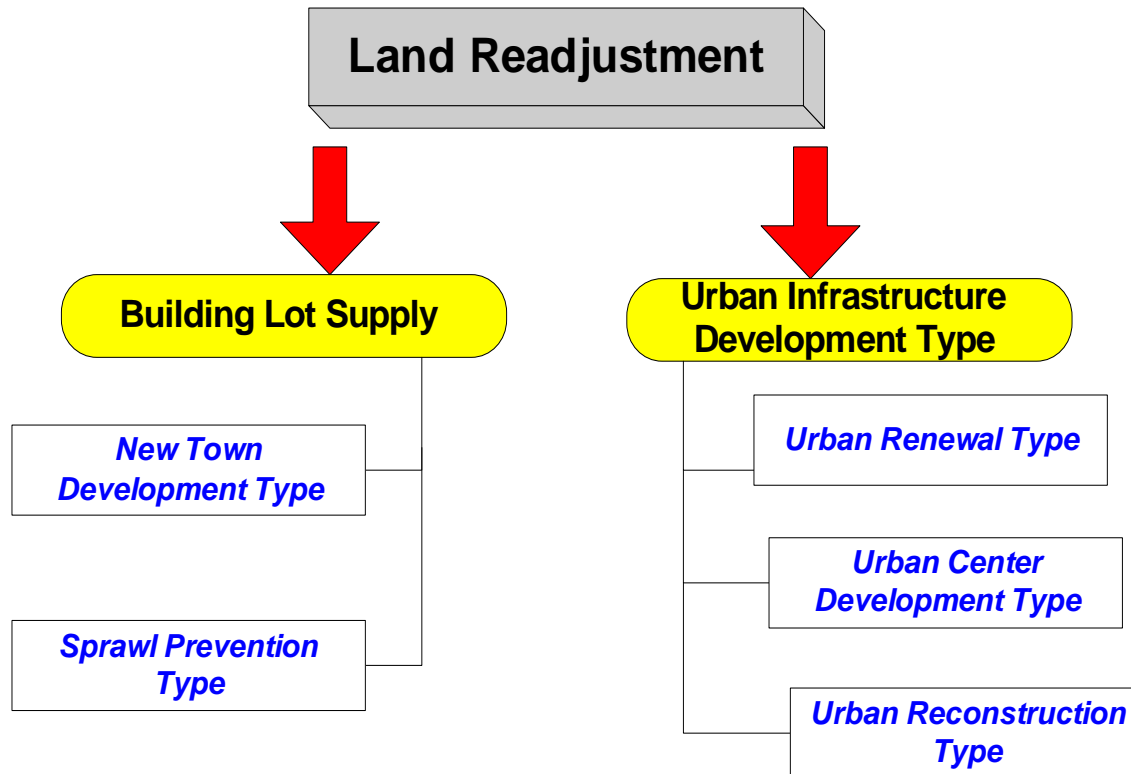 Land Readjustment
Building Lot Supply
New Town
Development Type
Sprawl Prevention
Type
Urban Infrastructure
Development Type
Urban Renewal Type
Urban Center
Development Type
Urban Reconstruction
Type